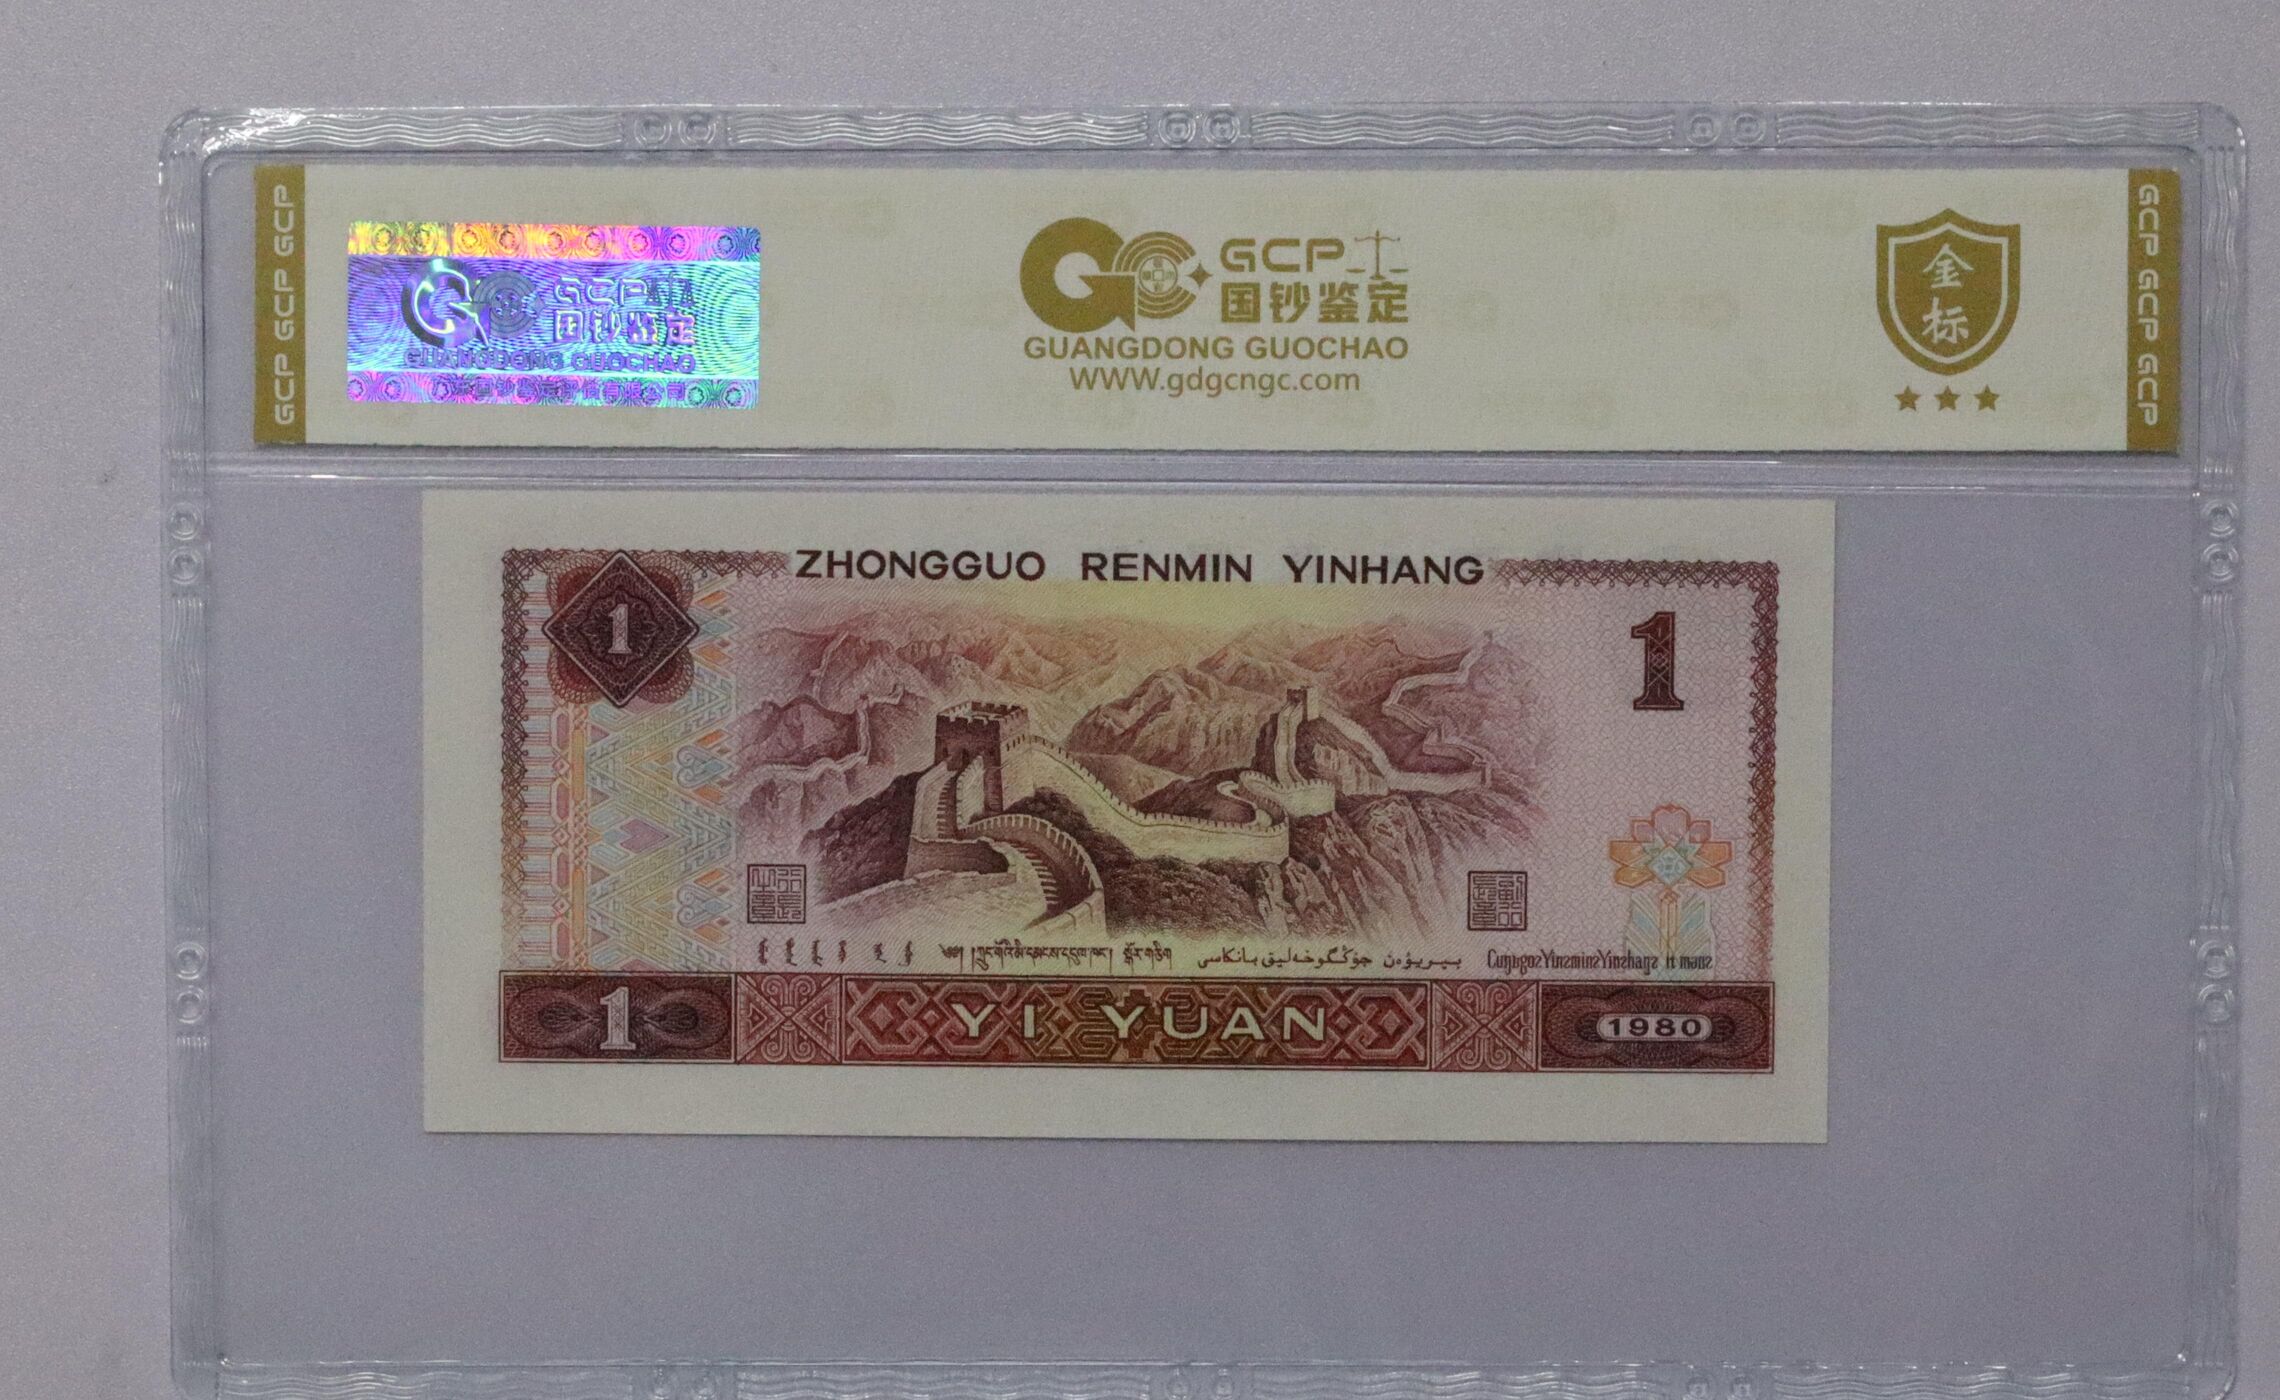 GCP GCP GCP
GCP
国钞鉴定
GUANGDONG GUOCHAO
GCP
国钞鉴定
GUANGDONG GUOCHAO
WWW.gdgcngc.com
金标
GCP GCP GCP
ZHONGGUO RENMIN YINHANG
1
1
1
YI YUAN
1980